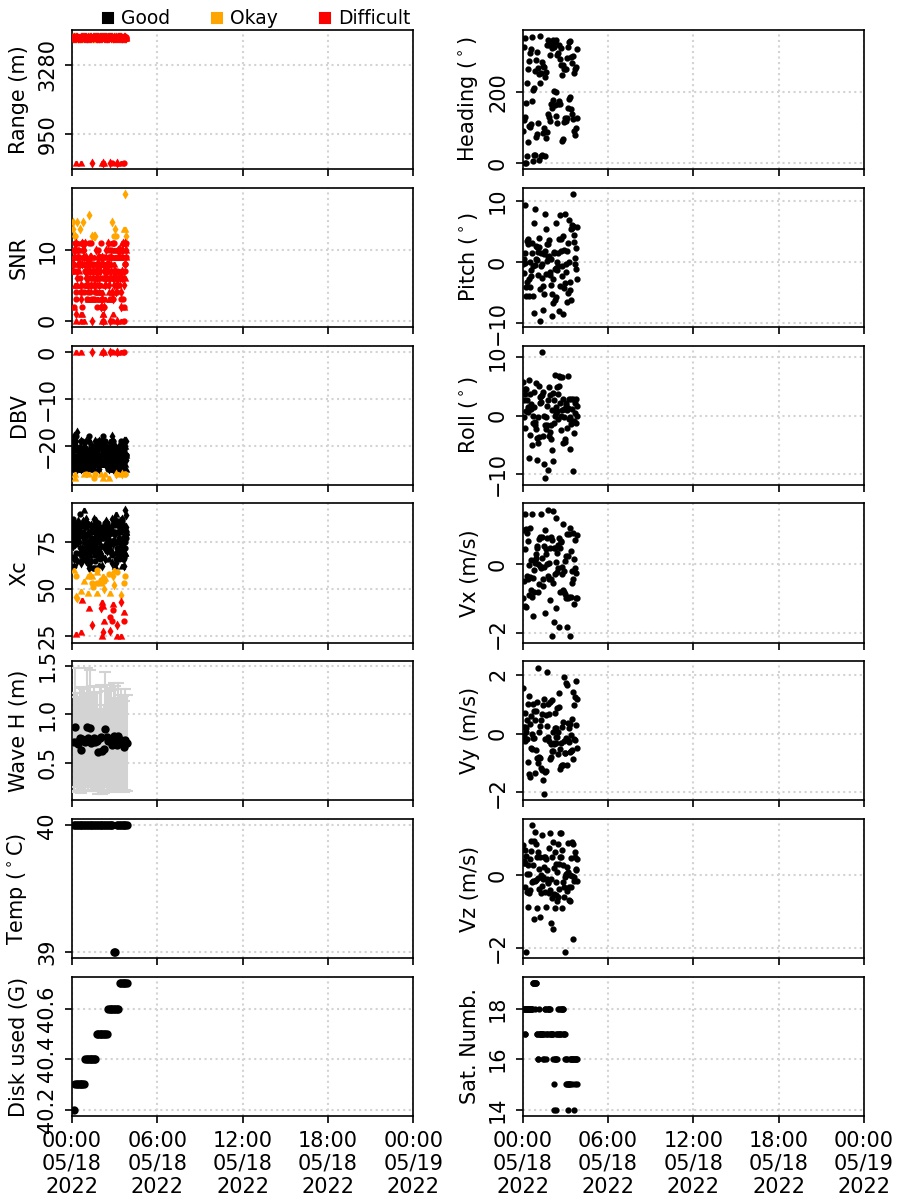 Good Okay Difficult
Range (m)
3280
950
Heading (°)
200
0
SNR
10
0
Pitch (°)
10
0
−10
DBV
0
−10
−20
Roll (°)
10
0
−10
Xc
75
50
25
Vx (m/s)
0
−2
Wave H (m)
1.5
1.0
0.5
Vy (m/s)
2
0
−2
Temp (°C)
40
39
Vz (m/s)
0
−2
Disk used (G)
40.6
40.4
40.2
Sat. Numb.
18
16
14
00:00 06:00 12:00 18:00 00:00
05/18 05/18 05/18 05/18 05/19
2022 2022 2022 2022 2022
00:00 06:00 12:00 18:00 00:00
05/18 05/18 05/18 05/18 05/19
2022 2022 2022 2022 2022